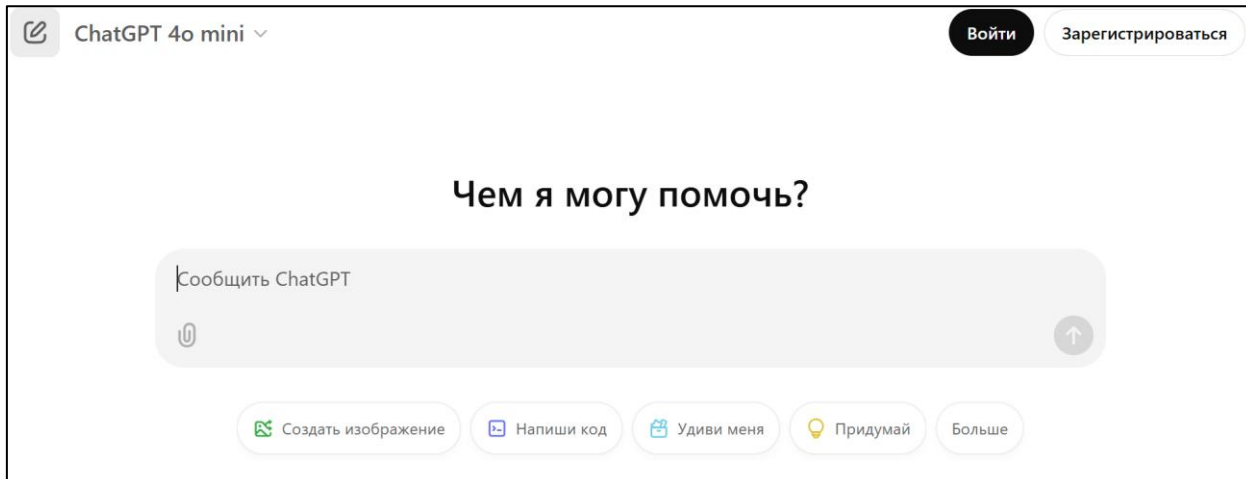 ChatGPT 4o mini
Войти
Зарегистрироваться
Чем я могу помочь?
Сообщить ChatGPT
Создать изображение
Напиши код
Удиви меня
Придумай
Больше